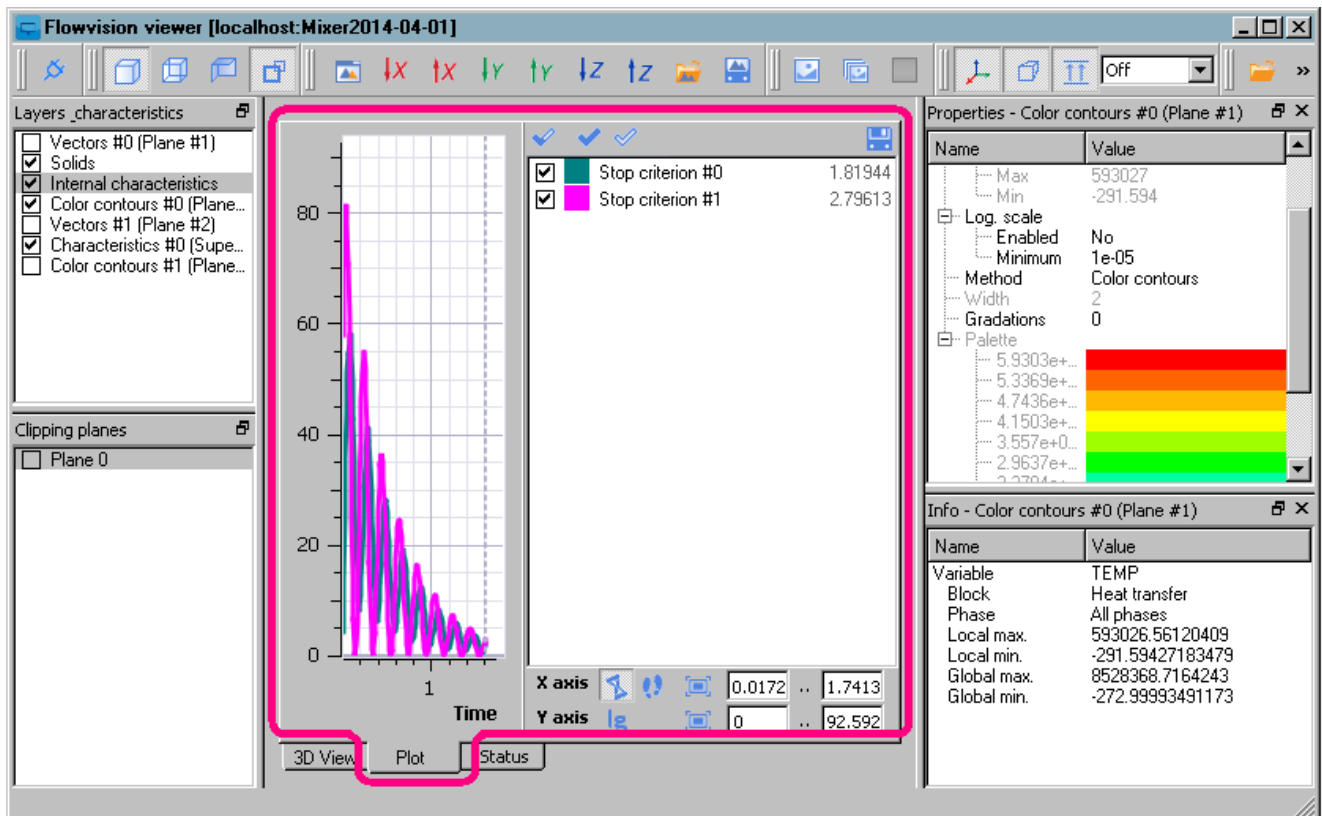 Flowvision viewer [localhost:Mixer2014-04-01]
X X Y Y Z Z Off »
Layers _characteristics
Vectors #0 (Plane #1)
Solids
Internal characteristics
Color contours #0 (Plane...
Vectors #1 (Plane #2)
Characteristics #0 (Supe...
Color contours #1 (Plane...
Clipping planes
Plane 0
80
60
40
20
0
1
Time
Stop criterion #0 1.81944
Stop criterion #1 2.79613
X axis 0.0172 .. 1.7413
Y axis lg 0 .. 92.592
3D View Plot Status
Properties - Color contours #0 (Plane #1)
Name Value
Max 593027
Min -291.594
Log. scale
Enabled No
Minimum 1e-05
Method Color contours
Width 2
Gradations 0
Palette
5.9303e+...
5.3369e+...
4.7436e+...
4.1503e+...
3.557e+0...
2.9637e+...
Info - Color contours #0 (Plane #1)
Name Value
Variable TEMP
Block Heat transfer
Phase All phases
Local max. 593026.56120409
Local min. -291.59427183479
Global max. 8528368.7164243
Global min. -272.99993491173